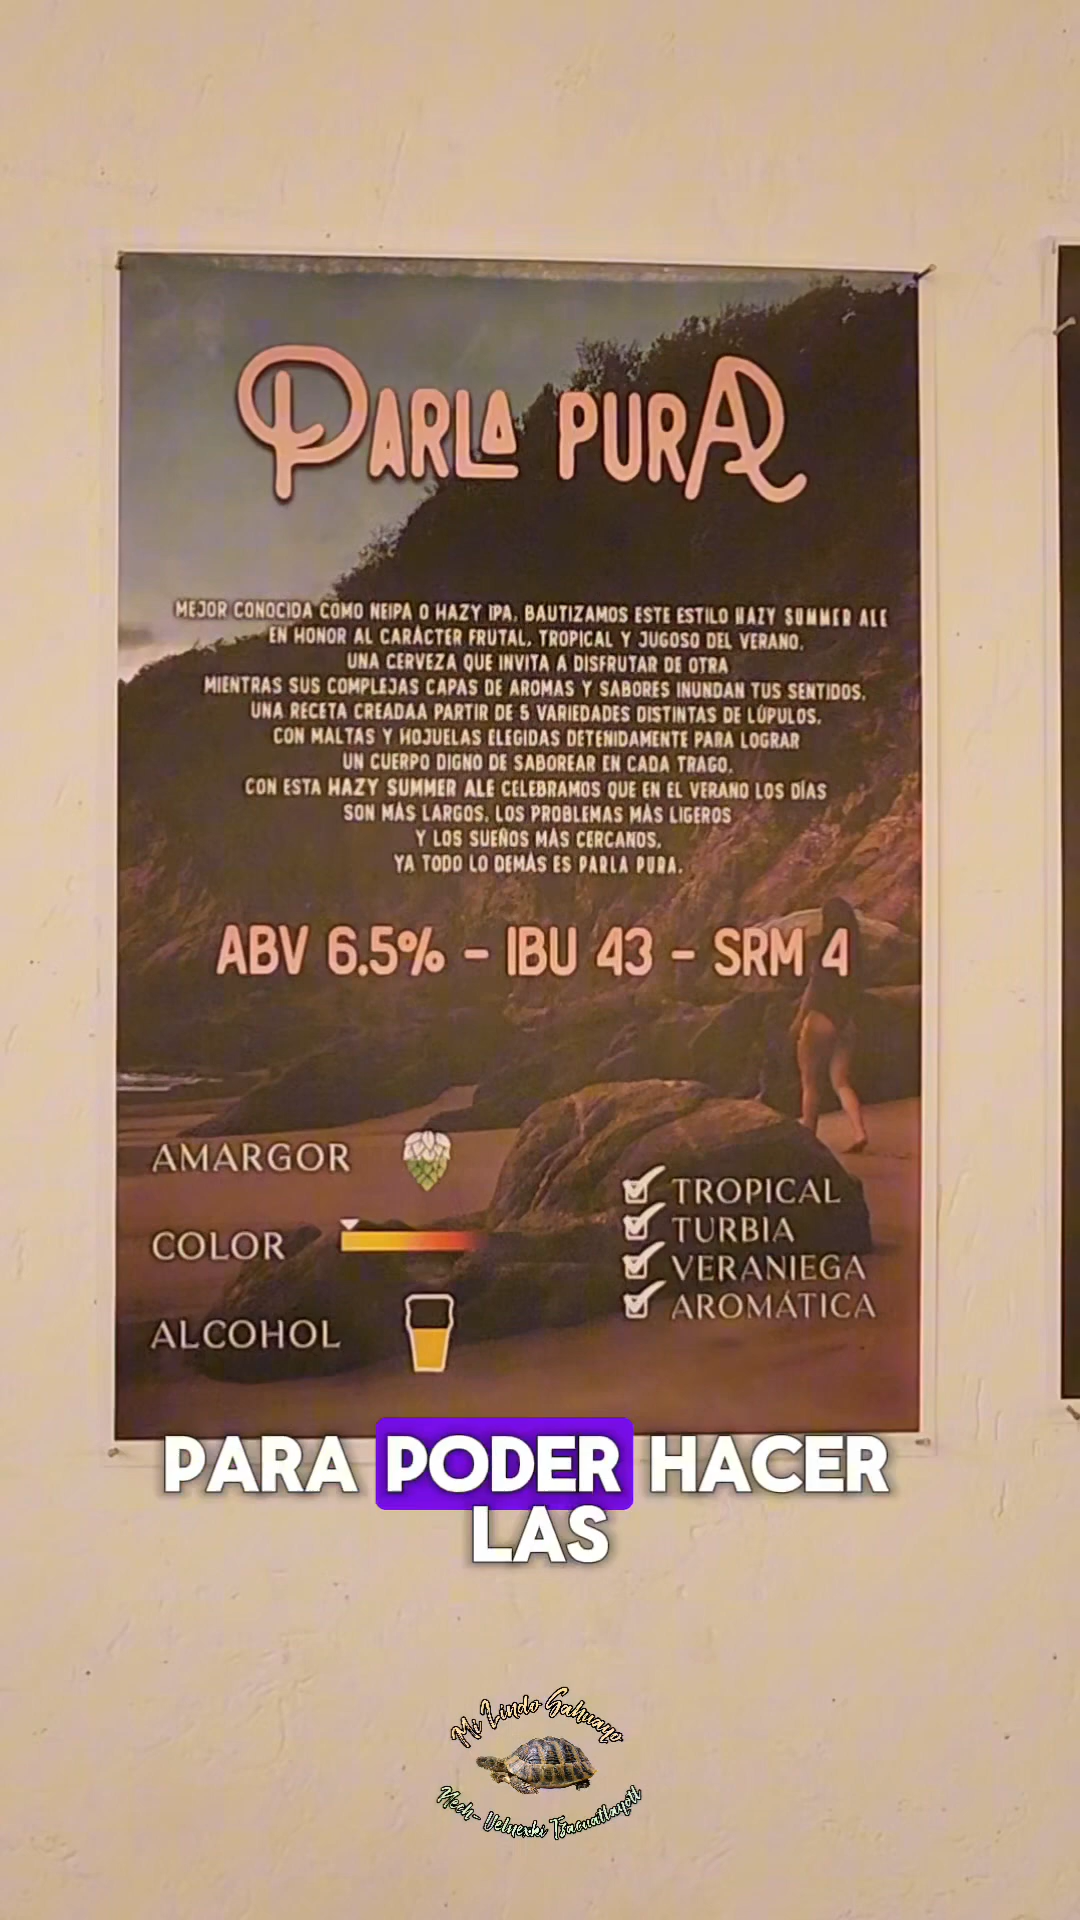 PARLA PURA
MEJOR CONOCIDA COMO NEIPA O HAZY IPA, BAUTIZAMOS ESTE ESTILO HAZY SUMMER ALE
EN HONOR AL CARÁCTER FRUTAL, TROPICAL Y JUGOSO DEL VERANO.
UNA CERVEZA QUE INVITA A DISFRUTAR DE OTRA
MIENTRAS SUS COMPLEJAS CAPAS DE AROMAS Y SABORES INUNDAN TUS SENTIDOS.
UNA RECETA CREADAA PARTIR DE 5 VARIEDADES DISTINTAS DE LÚPULOS,
CON MALTAS Y HOJUELAS ELEGIDAS DETENIDAMENTE PARA LOGRAR
UN CUERPO DIGNO DE SABOREAR EN CADA TRAGO.
CON ESTA HAZY SUMMER ALE CELEBRAMOS QUE EN EL VERANO LOS DÍAS
SON MÁS LARGOS, LOS PROBLEMAS MÁS LIGEROS
Y LOS SUEÑOS MÁS CERCANOS.
YA TODO LO DEMÁS ES PARLA PURA.
ABV 6.5% - IBU 43 - SRM 4
AMARGOR
COLOR
ALCOHOL
TROPICAL
TURBIA
VERANIEGA
AROMÁTICA
PARA PODER HACER
LAS
Mi Lindo Sahuayo